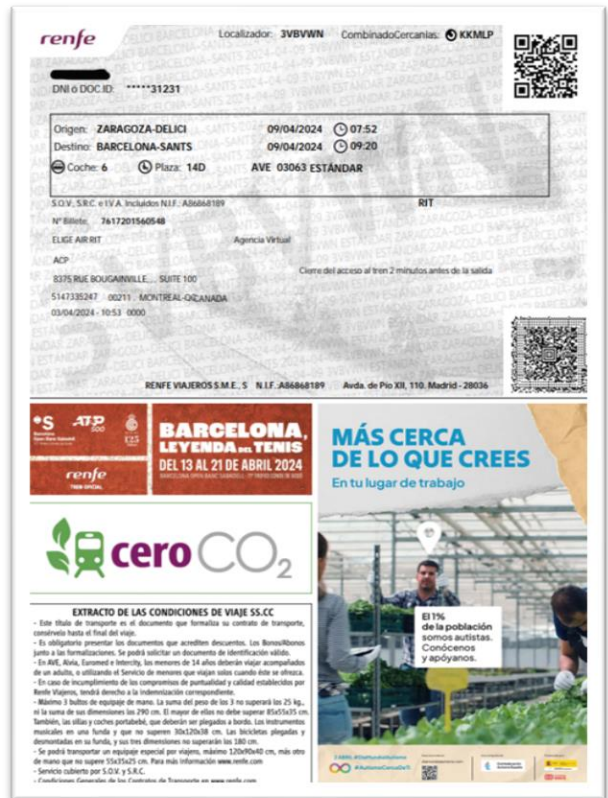 renfe
Localizador: 3VBVWN CombinadoCercanías: KKMLP
DNI ó DOC.ID: *****31231
Origen: ZARAGOZA-DELICI 09/04/2024 07:52
Destino: BARCELONA-SANTS 09/04/2024 09:20
Coche: 6 Plaza: 14D AVE 03063 ESTÁNDAR
S.O.V., S.R.C. e I.V.A. Incluidos N.I.F. A86868189 RIT
Nº Billete. 7617201560548
ELIGE AIR RIT Agencia Virtual
ACP
Cierre del acceso al tren 2 minutos antes de la salida
8375 RUE BOUGAINVILLE,... SUITE 100
5147335247 00211 . MONTREAL-QCCANADA
03/04/2024 - 10:53 0000
RENFE VIAJEROS S.M.E., S N.I.F. A86868189 Avda. de Pío XII, 110. Madrid - 28036
ATP
500
125
renfe
TREN OFICIAL
BARCELONA,
LEYENDA DEL TENIS
DEL 13 AL 21 DE ABRIL 2024
cero CO2
EXTRACTO DE LAS CONDICIONES DE VIAJE SS.CC
- Este título de transporte es el documento que formaliza su contrato de transporte,
consérvelo hasta el final del viaje.
- Es obligatorio presentar los documentos que acrediten descuentos. Los Bonos/Abonos
junto a las formalizaciones. Se podrá solicitar un documento de identificación válido.
- En AVE, Alvia, Euromed e Intercity, los menores de 14 años deberán viajar acompañados
de un adulto, o utilizando el Servicio de menores que viajan solos cuando éste se ofrezca.
- En caso de incumplimiento de los compromisos de puntualidad y calidad establecidos por
Renfe Viajeros, tendrá derecho a la indemnización correspondiente.
- Máximo 3 bultos de equipaje de mano. La suma del peso de los 3 no superará los 25 kg.,
ni la suma de sus dimensiones los 290 cm. El mayor de ellos no debe superar 85x55x35 cm.
También, las sillas y coches portabebé, que deberán ser plegados a bordo. Los instrumentos
musicales en una funda y que no superen 30x120x38 cm. Las bicicletas plegadas y
desmontadas en su funda, y sus tres dimensiones no superarán los 180 cm.
- Se podrá transportar un equipaje especial por viajero, máximo 120x90x40 cm, más otro
de mano que no supere 55x35x25 cm. Para más información www.renfe.com
- Servicio cubierto por S.O.V. y S.R.C.
- Condiciones Generales de los Contratos de Transporte en www.renfe.com
MÁS CERCA
DE LO QUE CREES
En tu lugar de trabajo
El 1%
de la población
somos autistas.
Conócenos
y apóyanos.
2 ABRIL #DíaMundialAutismo
#AutismoCercaDeTi